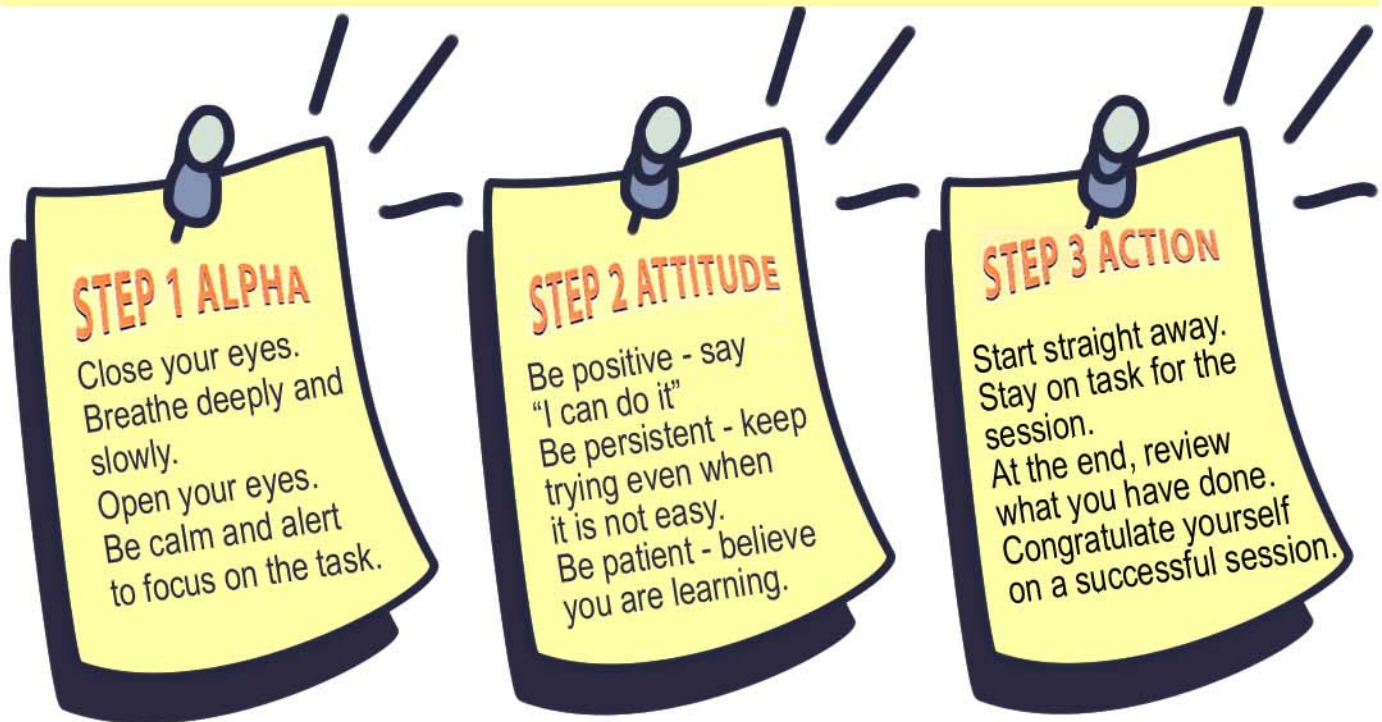 STEP 1 ALPHA
Close your eyes.
Breathe deeply and
slowly.
Open your eyes.
Be calm and alert
to focus on the task.
STEP 2 ATTITUDE
Be positive - say
“I can do it”
Be persistent - keep
trying even when
it is not easy.
Be patient - believe
you are learning.
STEP 3 ACTION
Start straight away.
Stay on task for the
session.
At the end, review
what you have done.
Congratulate yourself
on a successful session.